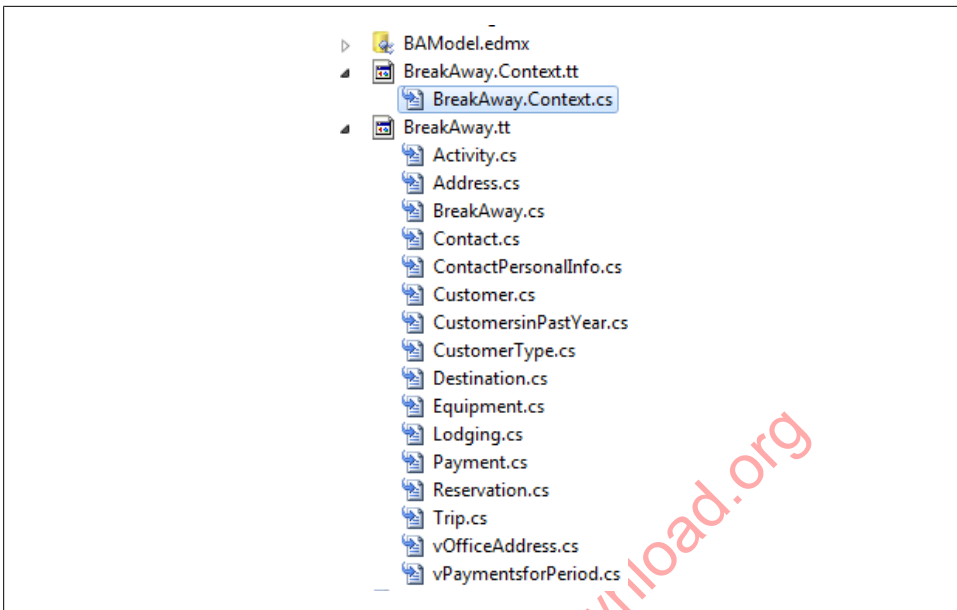 BAModel.edmx
BreakAway.Context.tt
BreakAway.Context.cs
BreakAway.tt
Activity.cs
Address.cs
BreakAway.cs
Contact.cs
ContactPersonalInfo.cs
Customer.cs
CustomersinPastYear.cs
CustomerType.cs
Destination.cs
Equipment.cs
Lodging.cs
Payment.cs
Reservation.cs
Trip.cs
vOfficeAddress.cs
vPaymentsforPeriod.cs
nload.org